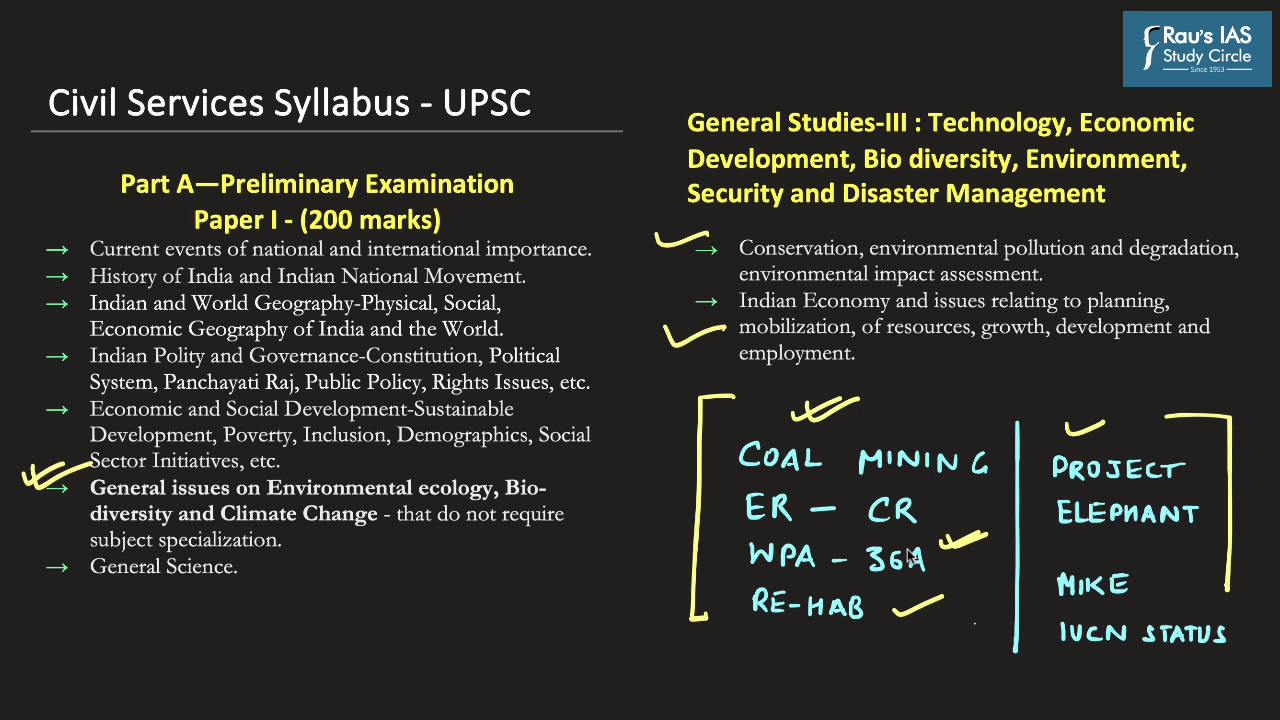 Rau's IAS
Study Circle
Since 1953
Civil Services Syllabus - UPSC
Part A—Preliminary Examination
Paper I - (200 marks)
→ Current events of national and international importance.
→ History of India and Indian National Movement.
→ Indian and World Geography-Physical, Social,
Economic Geography of India and the World.
→ Indian Polity and Governance-Constitution, Political
System, Panchayati Raj, Public Policy, Rights Issues, etc.
→ Economic and Social Development-Sustainable
Development, Poverty, Inclusion, Demographics, Social
Sector Initiatives, etc.
→ General issues on Environmental ecology, Bio-
diversity and Climate Change - that do not require
subject specialization.
→ General Science.
General Studies-III : Technology, Economic
Development, Bio diversity, Environment,
Security and Disaster Management
→ Conservation, environmental pollution and degradation,
environmental impact assessment.
→ Indian Economy and issues relating to planning,
mobilization, of resources, growth, development and
employment.
COAL MINING
ER – CR
WPA – 36A
RE-HAB
PROJECT
ELEPHANT
MIKE
IUCN STATUS